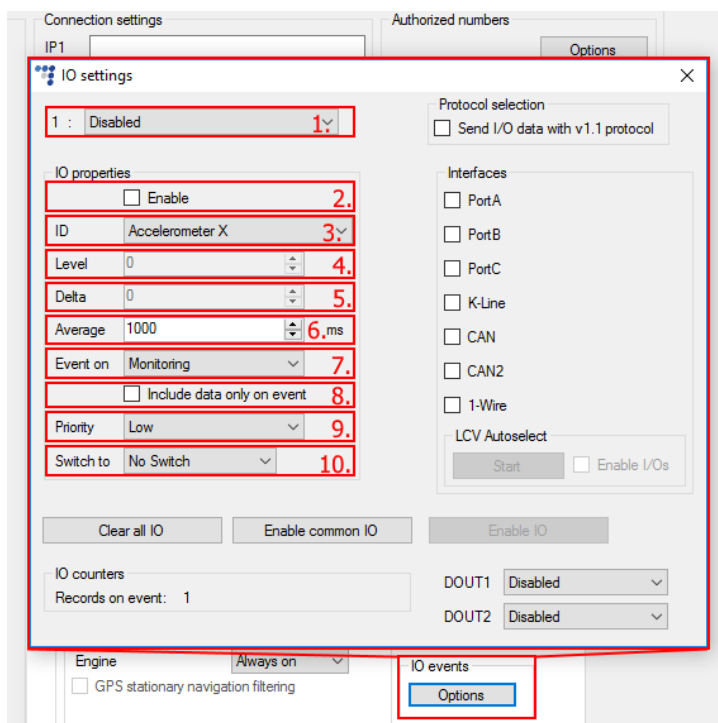 Connection settings
Authorized numbers
IP1
Options
IO settings
1 : Disabled 1.
Protocol selection
Send I/O data with v1.1 protocol
IO properties
Enable 2.
ID Accelerometer X 3.
Level 0 4.
Delta 0 5.
Average 1000 6. ms
Event on Monitoring 7.
Include data only on event 8.
Priority Low 9.
Switch to No Switch 10.
Interfaces
PortA
PortB
PortC
K-Line
CAN
CAN2
1-Wire
LCV Autoselect
Start Enable I/Os
Clear all IO Enable common IO Enable IO
IO counters
Records on event: 1
DOUT1 Disabled
DOUT2 Disabled
Engine Always on
GPS stationary navigation filtering
IO events
Options